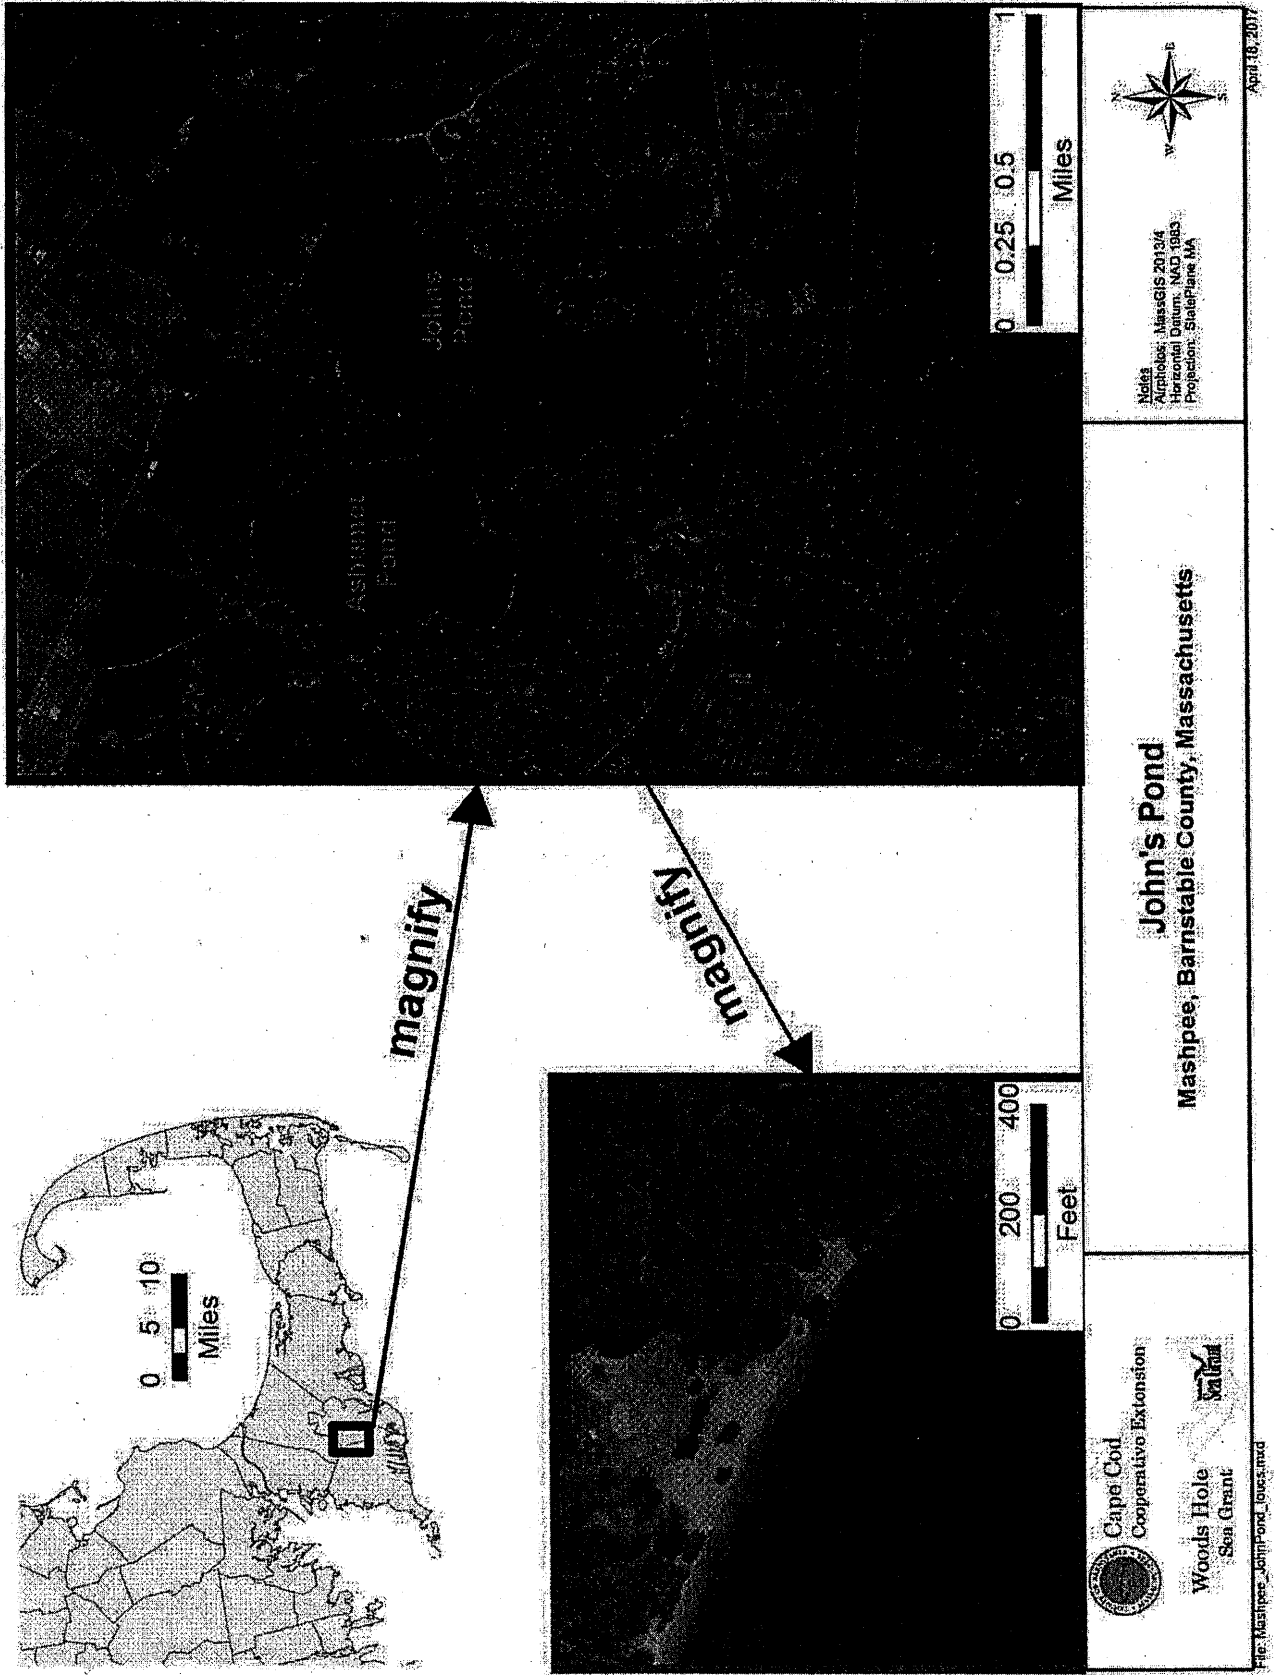 0 5 10
Miles
magnify
magnify
Ashumet
Pond
Johns
Pond
0 0.25 0.5 1
Miles
0 200 400
Feet
Cape Cod
Cooperative Extension
Woods Hole
Sea Grant
Sea Grant
John's Pond
Mashpee, Barnstable County, Massachusetts
Notes
Airphotos: MassGIS 2013/4
Horizontal Datum: NAD 1983
Projection: StatePlane MA
N
W E
S
April 18, 2017